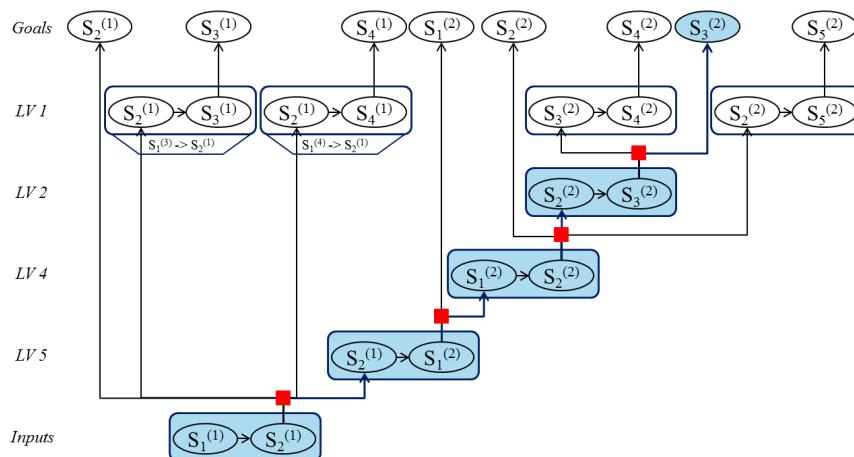 Goals S₂⁽¹⁾ S₃⁽¹⁾ S₄⁽¹⁾ S₁⁽²⁾ S₂⁽²⁾ S₄⁽²⁾ S₃⁽²⁾ S₅⁽²⁾
LV 1 S₂⁽¹⁾ S₃⁽¹⁾ S₂⁽¹⁾ S₄⁽¹⁾ S₃⁽²⁾ S₄⁽²⁾ S₂⁽²⁾ S₅⁽²⁾
S₁⁽³⁾ -> S₂⁽¹⁾ S₁⁽⁴⁾ -> S₂⁽¹⁾
LV 2 S₂⁽²⁾ S₃⁽²⁾
LV 4 S₁⁽²⁾ S₂⁽²⁾
LV 5 S₂⁽¹⁾ S₁⁽²⁾
Inputs S₁⁽¹⁾ S₂⁽¹⁾